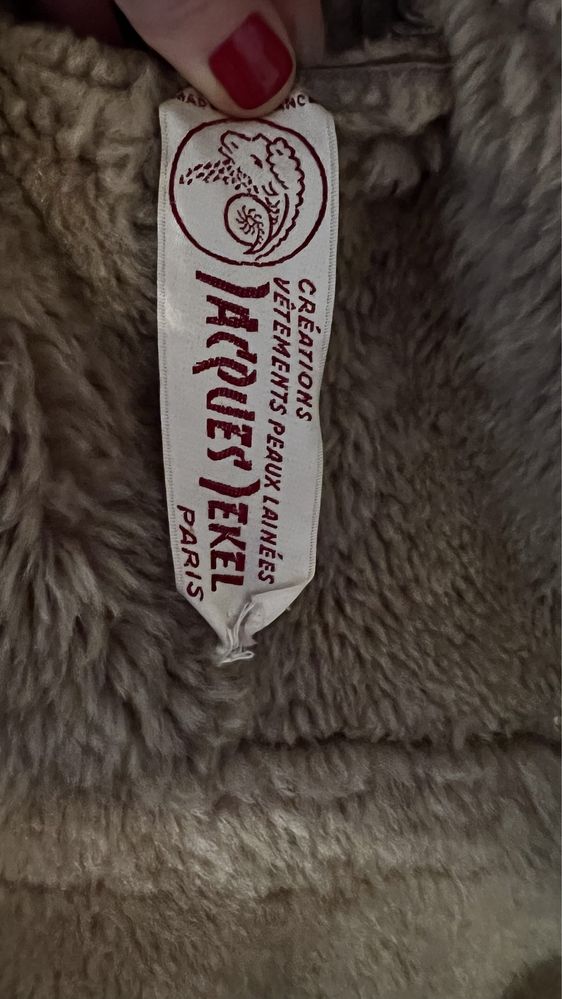 CRÉATIONS
VÊTEMENTS PEAUX LAINÉES
JACQUES JEKEL
PARIS